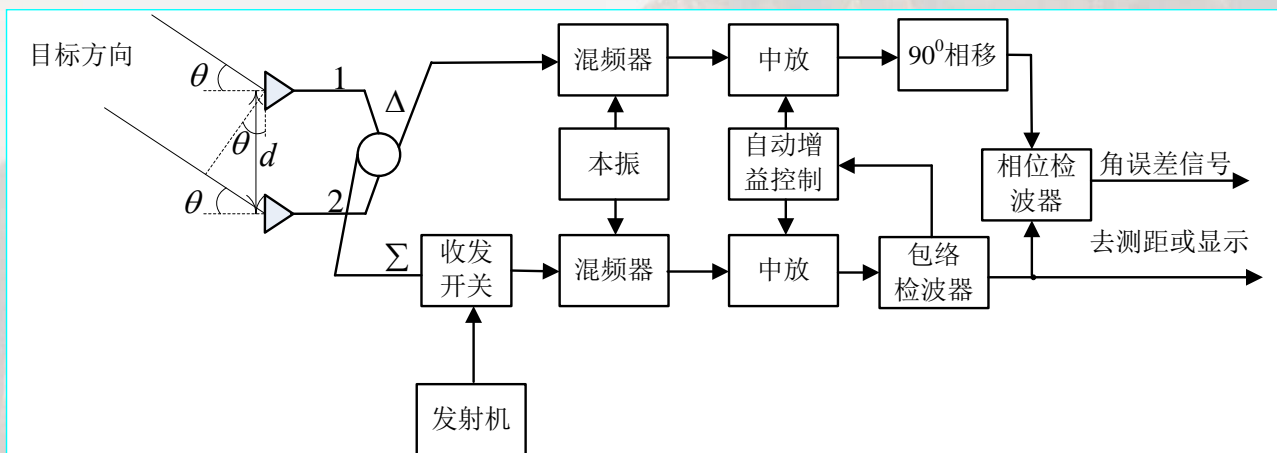 目标方向
θ
θ
θ
d
1
2
Δ
Σ
混频器
中放
90⁰相移
本振
自动增
益控制
相位检
波器
角误差信号
收发
开关
混频器
中放
包络
检波器
去测距或显示
发射机